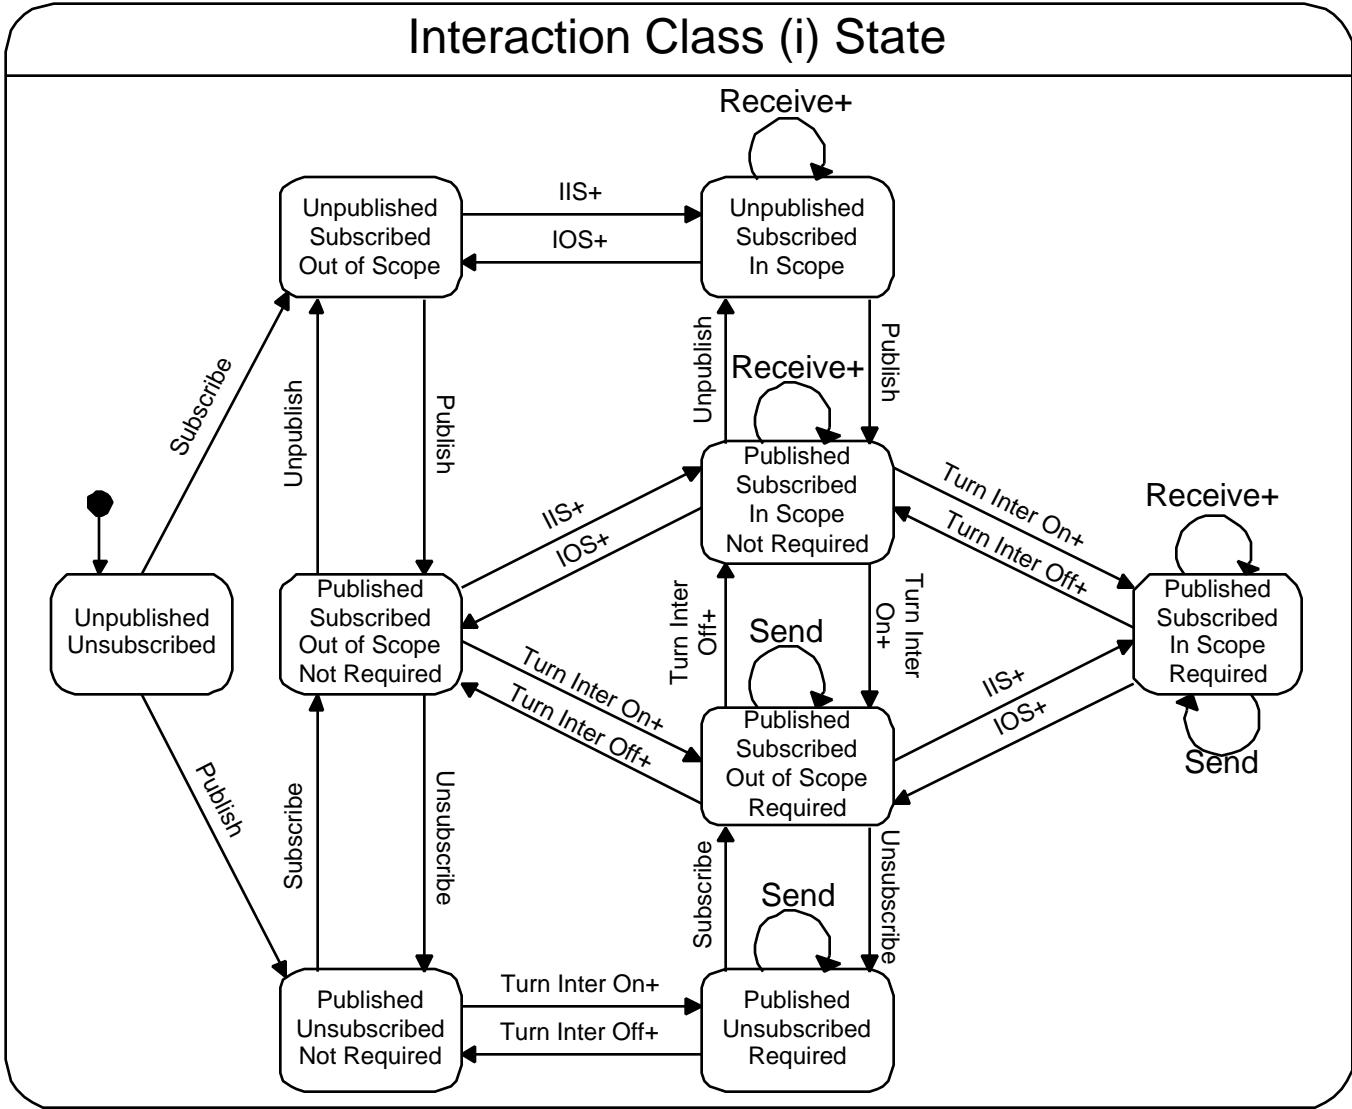 Interaction Class (i) State
Receive+
Unpublished
Subscribed
Out of Scope
IIS+
IOS+
Unpublished
Subscribed
In Scope
Subscribe
Unpublish
Publish
Unpublish
Publish
Receive+
Published
Subscribed
In Scope
Not Required
IIS+
IOS+
Turn Inter On+
Turn Inter Off+
Receive+
Unpublished
Unsubscribed
Published
Subscribed
Out of Scope
Not Required
Turn Inter
Off+
Turn Inter
On+
Send
Published
Subscribed
In Scope
Required
Turn Inter On+
Turn Inter Off+
IIS+
IOS+
Published
Subscribed
Out of Scope
Required
Send
Publish
Subscribe
Unsubscribe
Subscribe
Unsubscribe
Send
Published
Unsubscribed
Not Required
Turn Inter On+
Turn Inter Off+
Published
Unsubscribed
Required